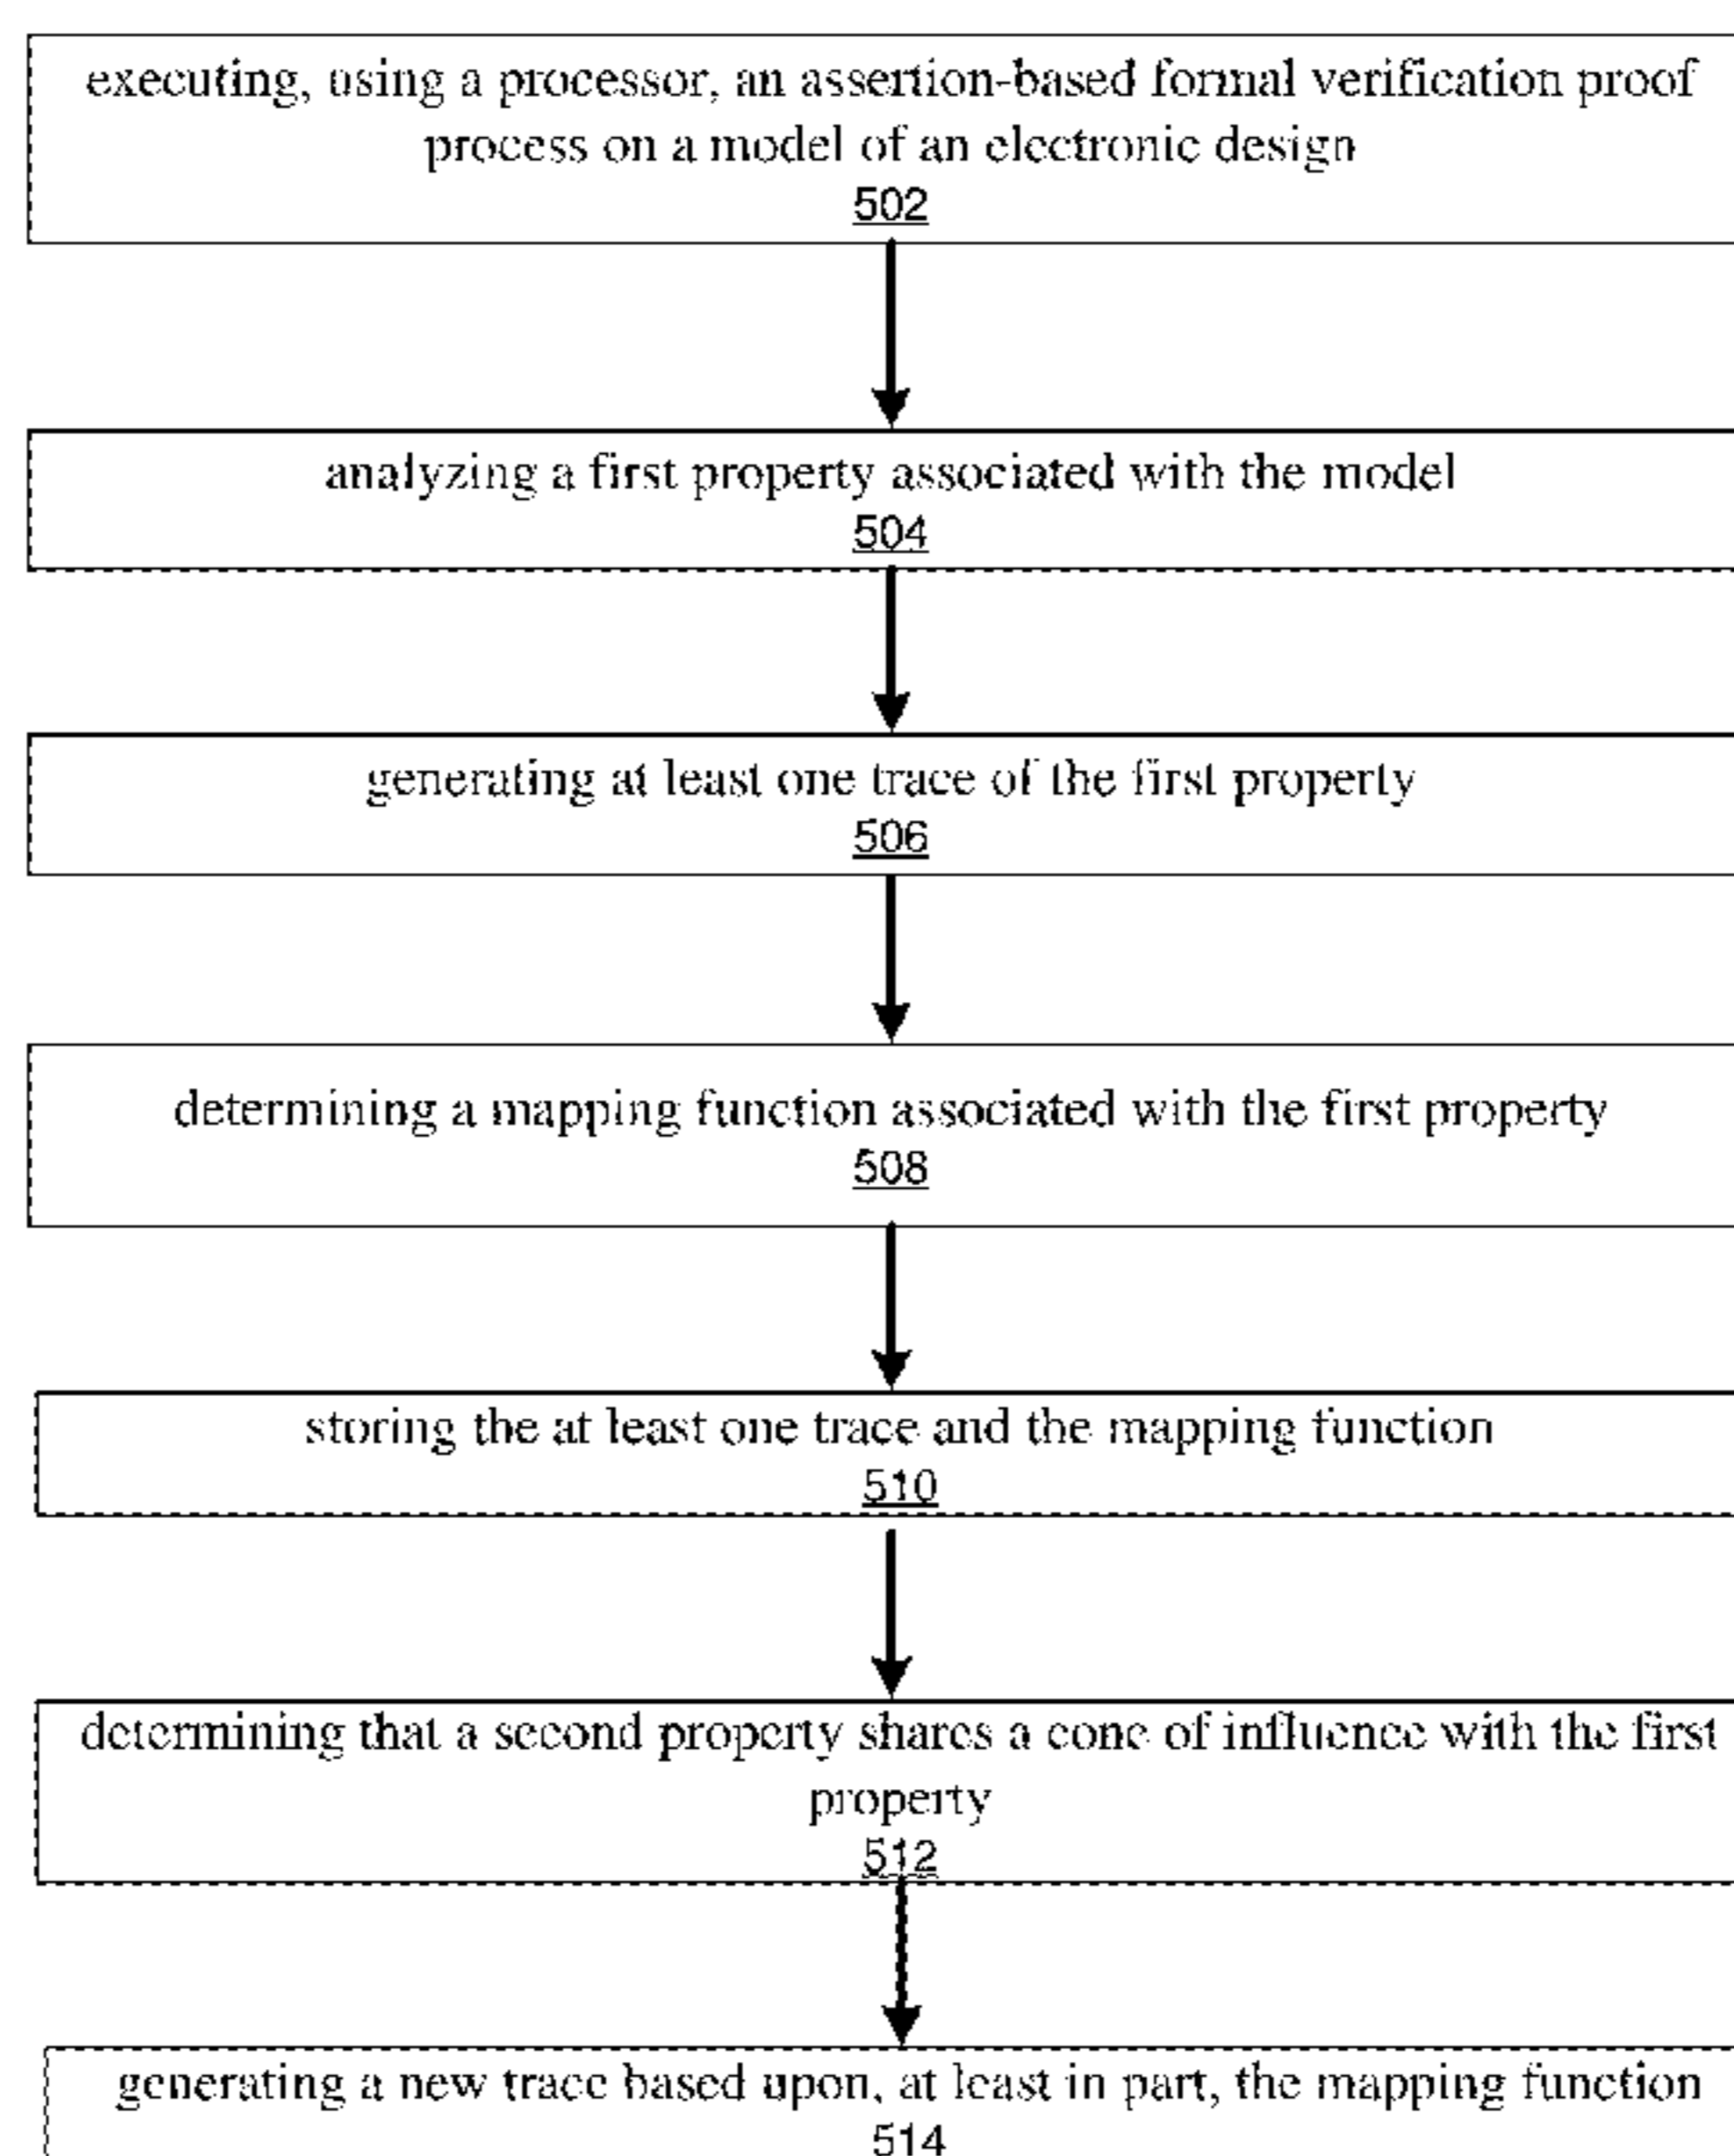 executing, using a processor, an assertion-based formal verification proof
process on a model of an electronic design
502
analyzing a first property associated with the model
504
generating at least one trace of the first property
506
determining a mapping function associated with the first property
508
storing the at least one trace and the mapping function
510
determining that a second property shares a cone of influence with the first
property
512
generating a new trace based upon, at least in part, the mapping function
514